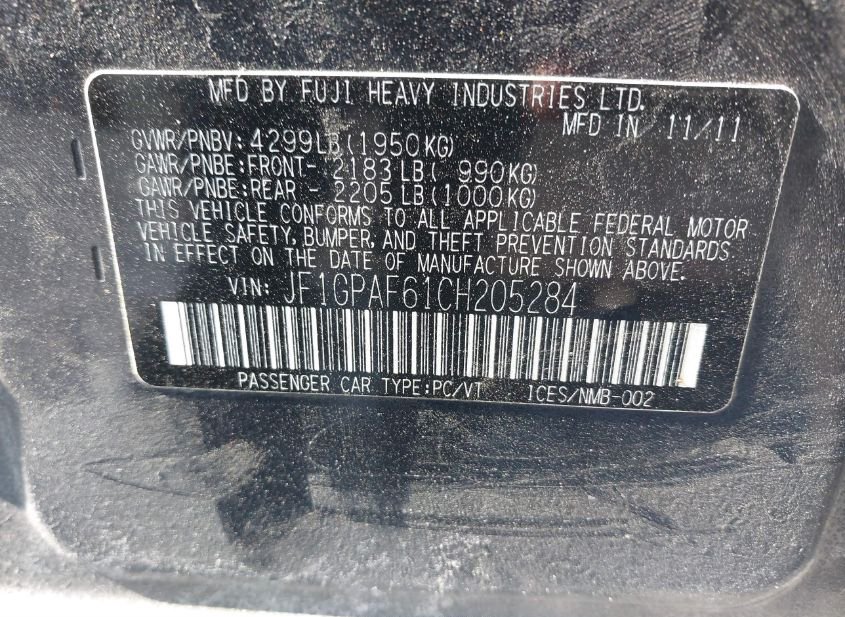 MFD BY FUJI HEAVY INDUSTRIES LTD.
MFD IN 11/11
GVWR/PNBV: 4299LB(1950KG)
GAWR/PNBE:FRONT- 2183LB( 990KG)
GAWR/PNBE:REAR - 2205LB(1000KG)
THIS VEHICLE CONFORMS TO ALL APPLICABLE FEDERAL MOTOR
VEHICLE SAFETY, BUMPER, AND THEFT PREVENTION STANDARDS
IN EFFECT ON THE DATE OF MANUFACTURE SHOWN ABOVE.
VIN: JF1GPAF61CH205284
PASSENGER CAR TYPE:PC/VT ICES/NMB-002